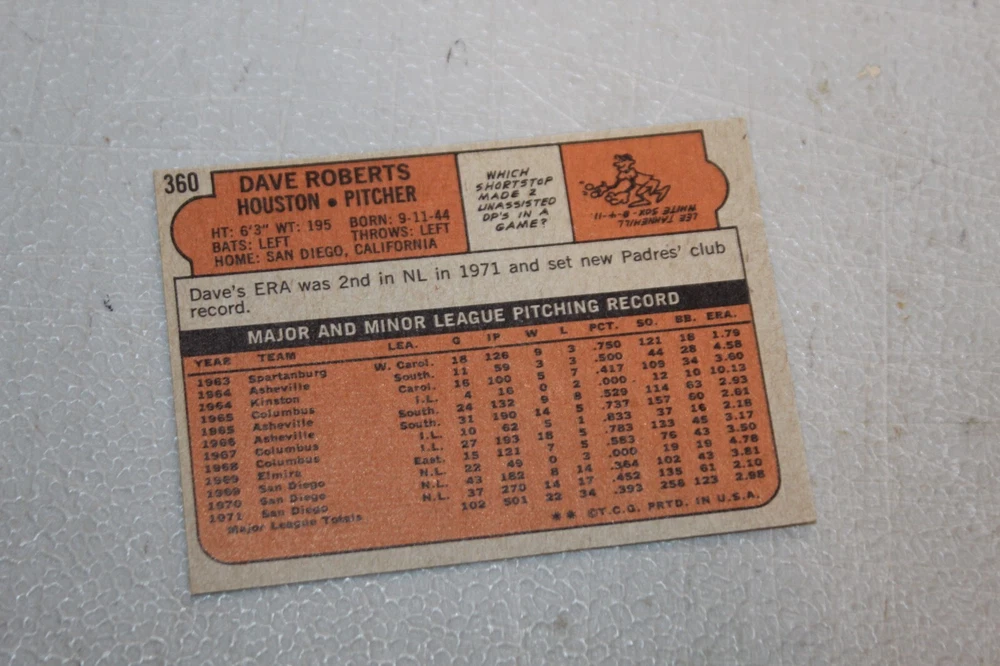 360
DAVE ROBERTS
HOUSTON • PITCHER
HT: 6'3" WT: 195 BORN: 9-11-44
BATS: LEFT THROWS: LEFT
HOME: SAN DIEGO, CALIFORNIA
WHICH
SHORTSTOP
MADE 2
UNASSISTED
DP'S IN A
GAME?
LEE TANNEHILL
WHITE SOX - 8-4-11
Dave's ERA was 2nd in NL in 1971 and set new Padres' club
record.
MAJOR AND MINOR LEAGUE PITCHING RECORD
YEAR TEAM LEA. G IP W L PCT. SO. BB. ERA.
1963 Spartanburg W. Carol. 18 126 9 3 .750 121 18 1.79
1964 Asheville South. 11 59 3 3 .500 44 28 4.58
1964 Kinston Carol. 16 100 5 7 .417 109 34 3.60
1965 Columbus I.L. 4 16 0 2 .000 12 10 10.13
1965 Asheville South. 24 132 9 8 .529 114 63 2.93
1966 Asheville South. 31 190 14 5 .737 157 60 2.61
1966 Columbus I.L. 10 62 5 1 .833 37 16 2.18
1967 Columbus I.L. 27 193 18 5 .783 133 45 3.17
1969 Elmira East. 15 121 7 5 .583 76 43 3.50
1969 San Diego N.L. 22 49 0 3 .000 19 19 4.78
1970 San Diego N.L. 43 182 8 14 .364 102 43 3.81
1971 San Diego N.L. 37 270 14 17 .452 135 61 2.10
Major League Totals 102 501 22 34 .393 256 123 2.98
** ©T.C.G. PRTD. IN U.S.A.